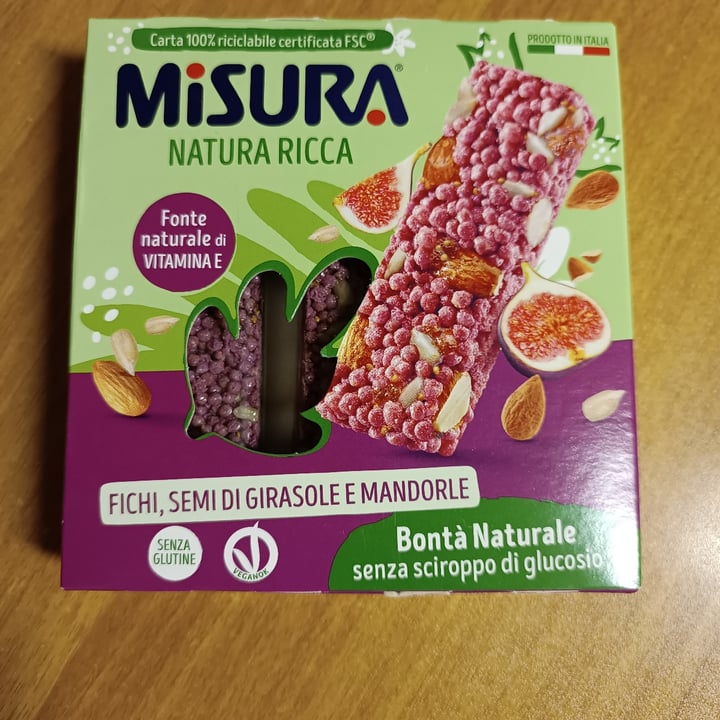 Carta 100% riciclabile certificata FSC®
PRODOTTO IN ITALIA
MiSURA®
NATURA RICCA
Fonte
naturale di
VITAMINA E
FICHI, SEMI DI GIRASOLE E MANDORLE
SENZA
GLUTINE
VEGANOK
Bontà Naturale
senza sciroppo di glucosio